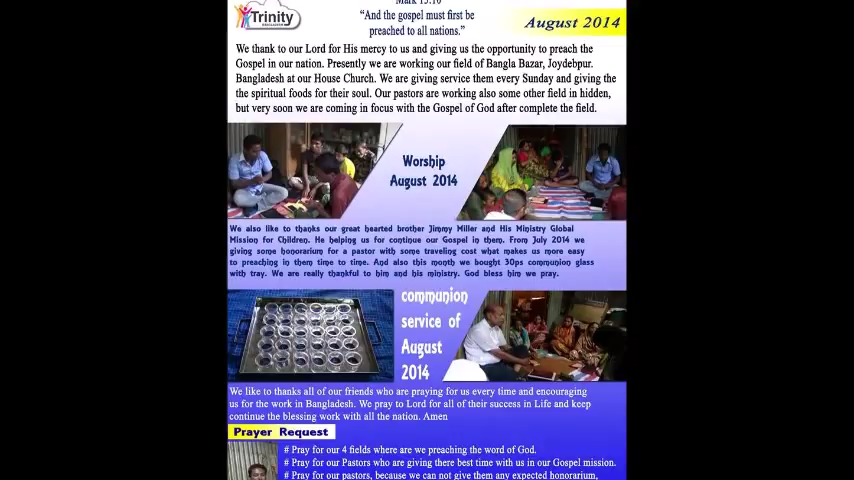 Mark 13:10
Trinity
BANGLADESH
"And the gospel must first be
preached to all nations."
August 2014
We thank to our Lord for His mercy to us and giving us the opportunity to preach the
Gospel in our nation. Presently we are working our field of Bangla Bazar, Joydebpur.
Bangladesh at our House Church. We are giving service them every Sunday and giving the
the spiritual foods for their soul. Our pastors are working also some other field in hidden,
but very soon we are coming in focus with the Gospel of God after complete the field.
Worship
August 2014
We also like to thanks our great hearted brother Jimmy Miller and His Ministry Global
Mission for Children. He helping us for continue our Gospel in them. From July 2014 we
giving some honorarium for a pastor with some traveling cost what makes us more easy
to preaching in them time to time. And also this month we bought 30ps communion glass
with tray. We are really thankful to him and his ministry. God bless him we pray.
communion
service of
August
2014
We like to thanks all of our friends who are praying for us every time and encouraging
us for the work in Bangladesh. We pray to Lord for all of their success in Life and keep
continue the blessing work with all the nation. Amen
Prayer Request
# Pray for our 4 fields where are we preaching the word of God.
# Pray for our Pastors who are giving there best time with us in our Gospel mission.
# Pray for our pastors, because we can not give them any expected honorarium,